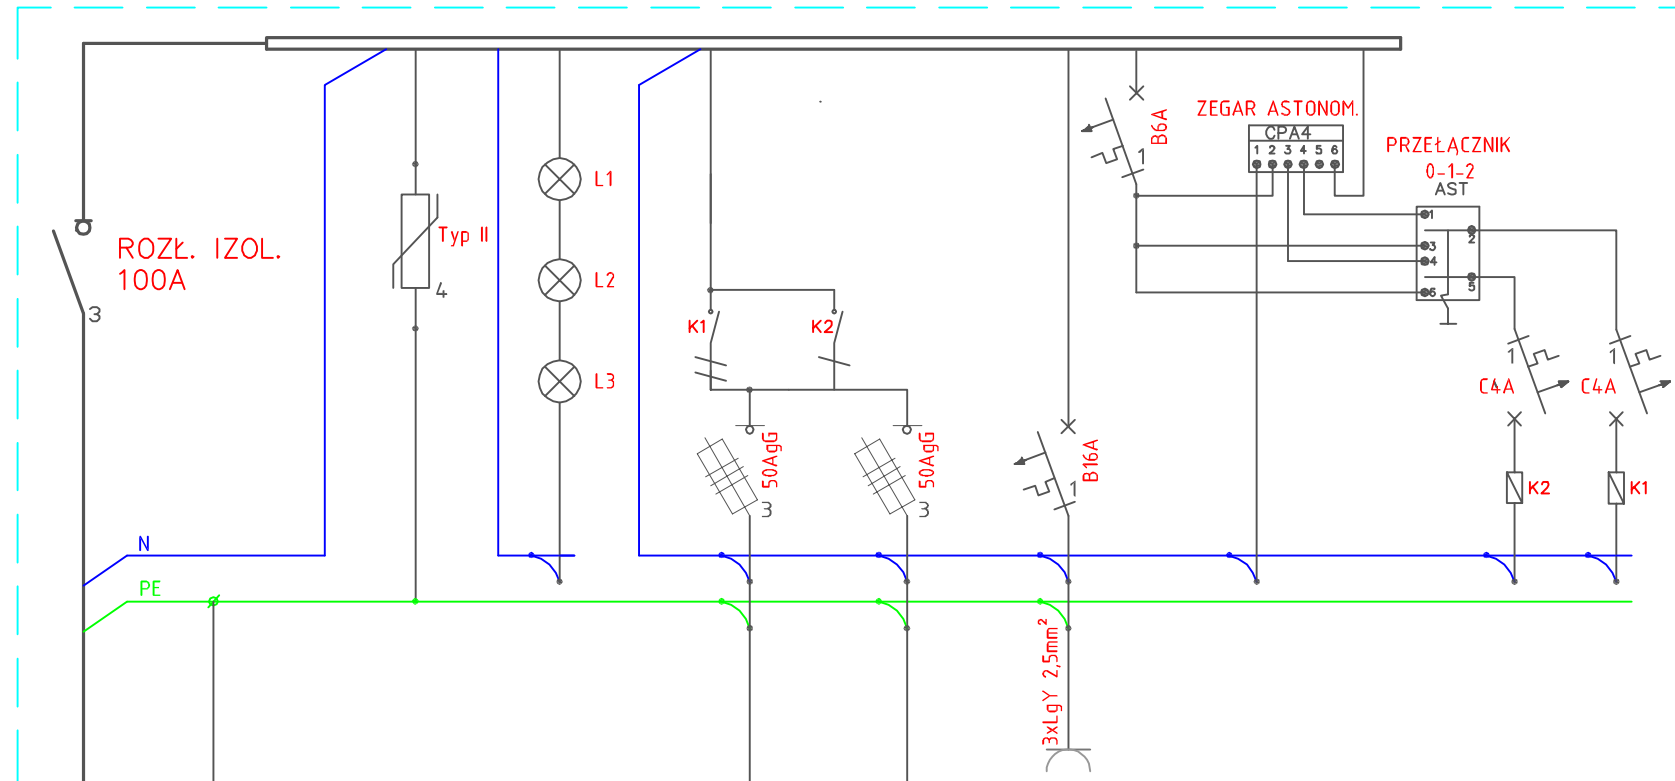 ZEGAR ASTONOM.
CPA4
1 2 3 4 5 6
B6A
1
PRZEŁĄCZNIK
0-1-2
AST
1
2
3
4
5
6
L1
ROZŁ. IZOL.
100A
3
Typ II
4
L2
L3
K1
K2
50AgG
3
50AgG
3
B16A
1
1
C4A
1
C4A
K2
K1
N
PE
3xLgY 2,5mm²